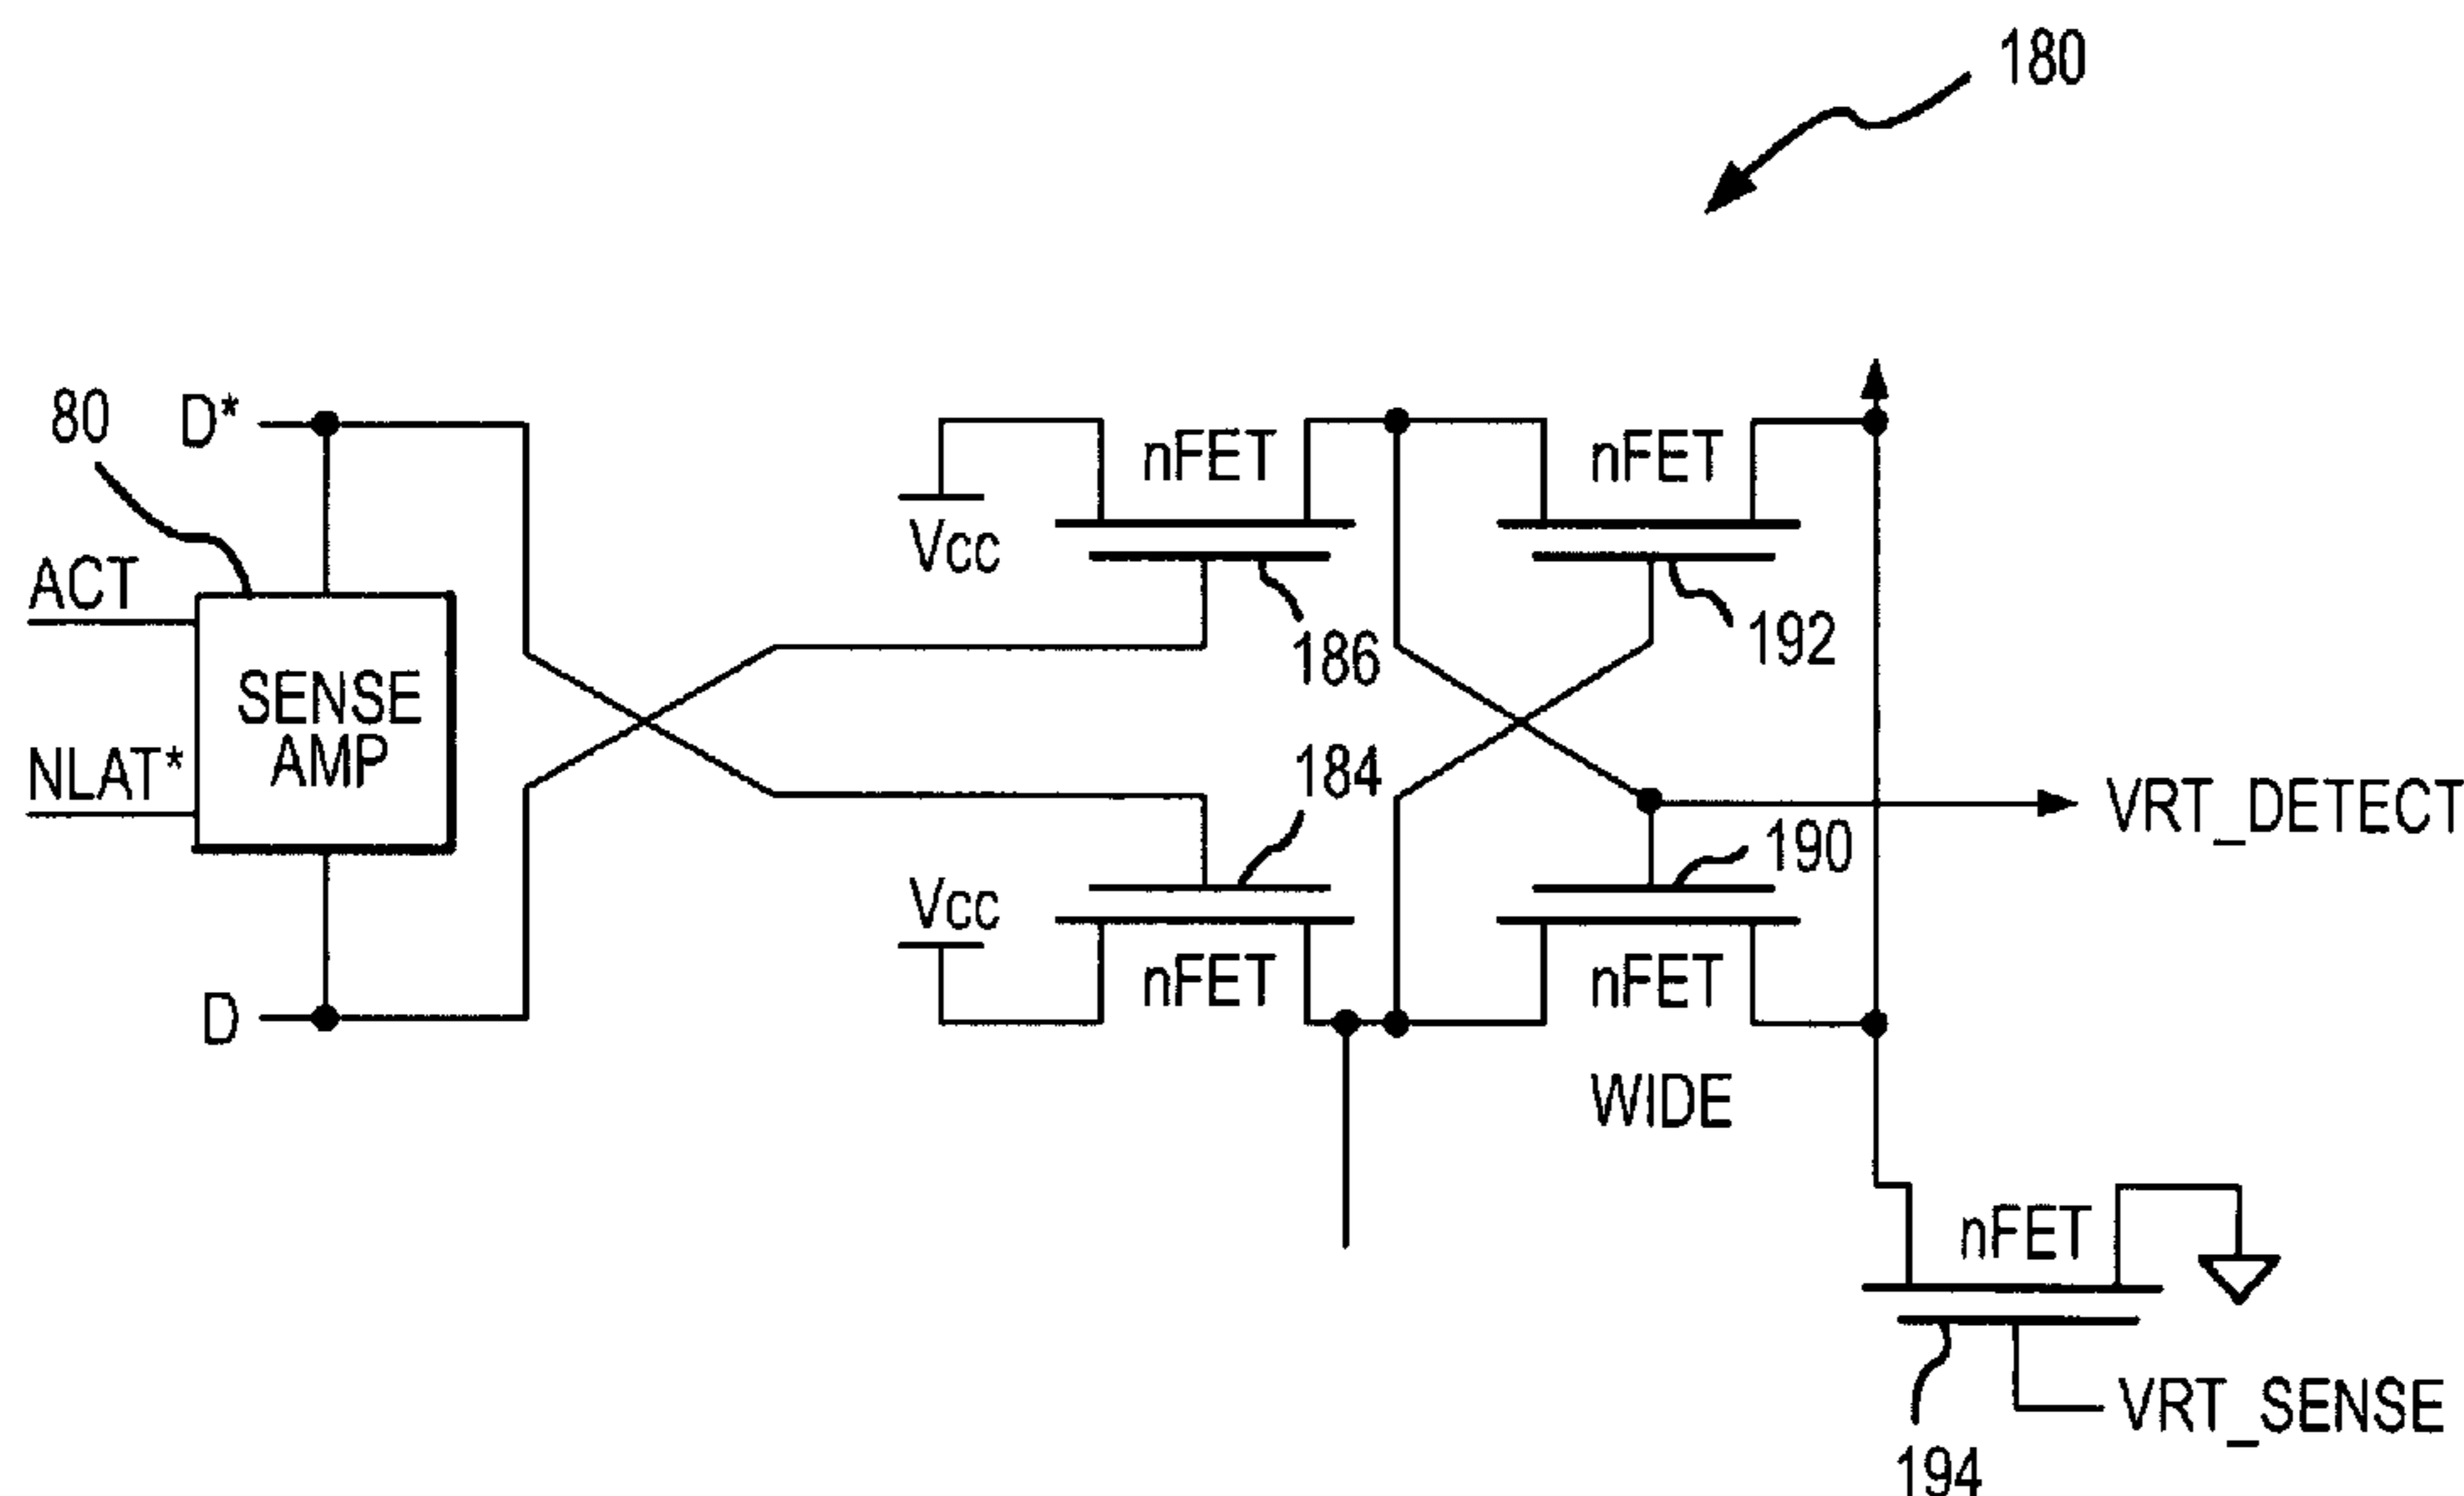 180
80
D*
nFET
nFET
Vcc
ACT
186
192
SENSE
AMP
184
NLAT*
VRT_DETECT
190
Vcc
nFET
nFET
D
WIDE
nFET
VRT_SENSE
194